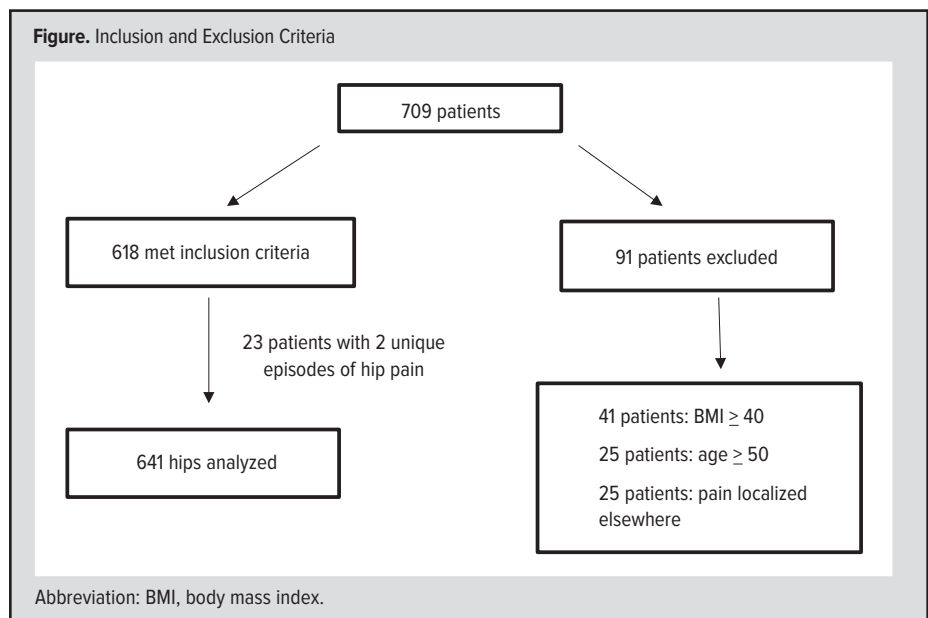 Figure. Inclusion and Exclusion Criteria
709 patients
618 met inclusion criteria
91 patients excluded
23 patients with 2 unique
episodes of hip pain
641 hips analyzed
41 patients: BMI ≥ 40
25 patients: age ≥ 50
25 patients: pain localized
elsewhere
Abbreviation: BMI, body mass index.